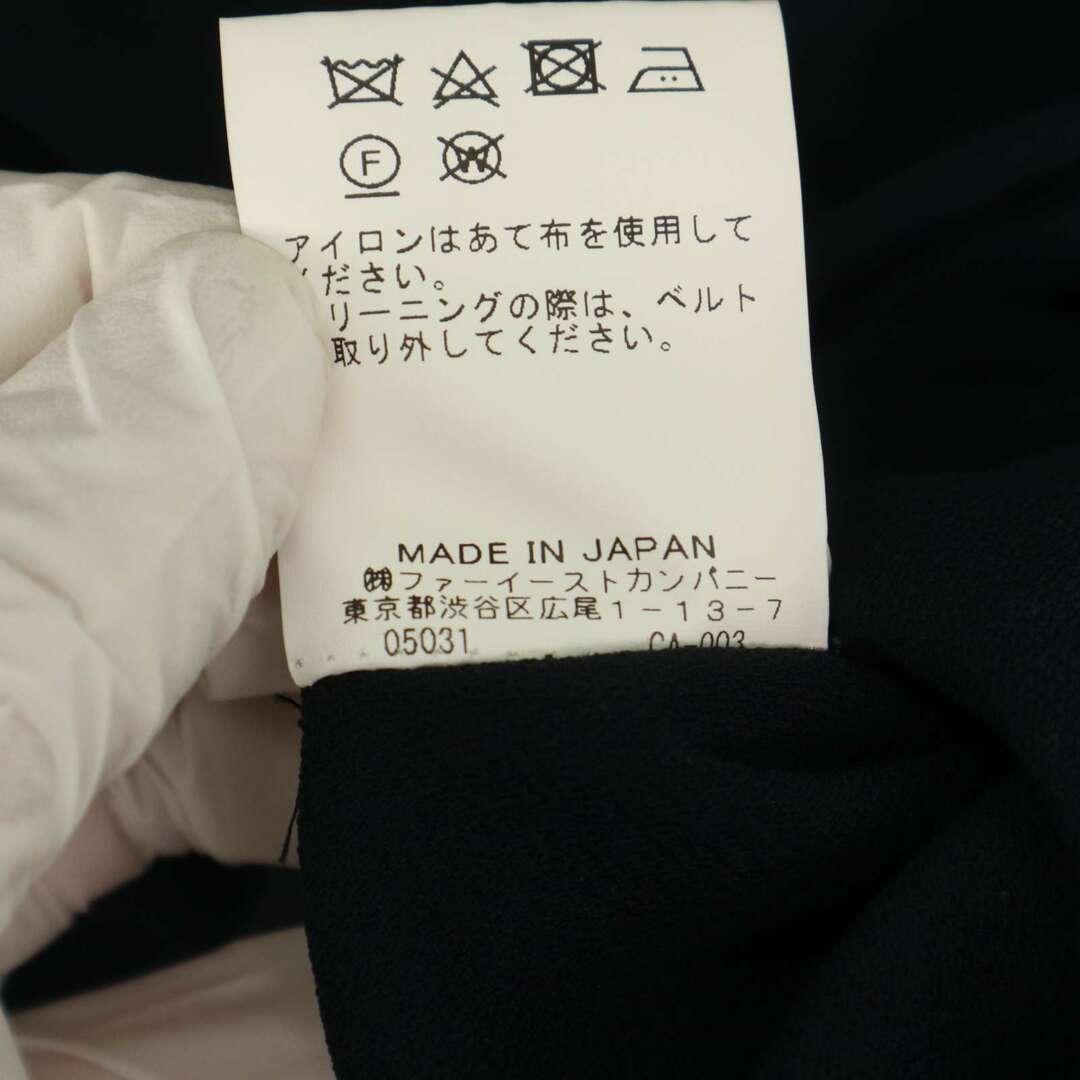 F
W
アイロンはあて布を使用して
ください。
リーニングの際は、ベルト
取り外してください。
MADE IN JAPAN
㈱ファーイーストカンパニー
東京都渋谷区広尾1-13-7
05031 CA-003